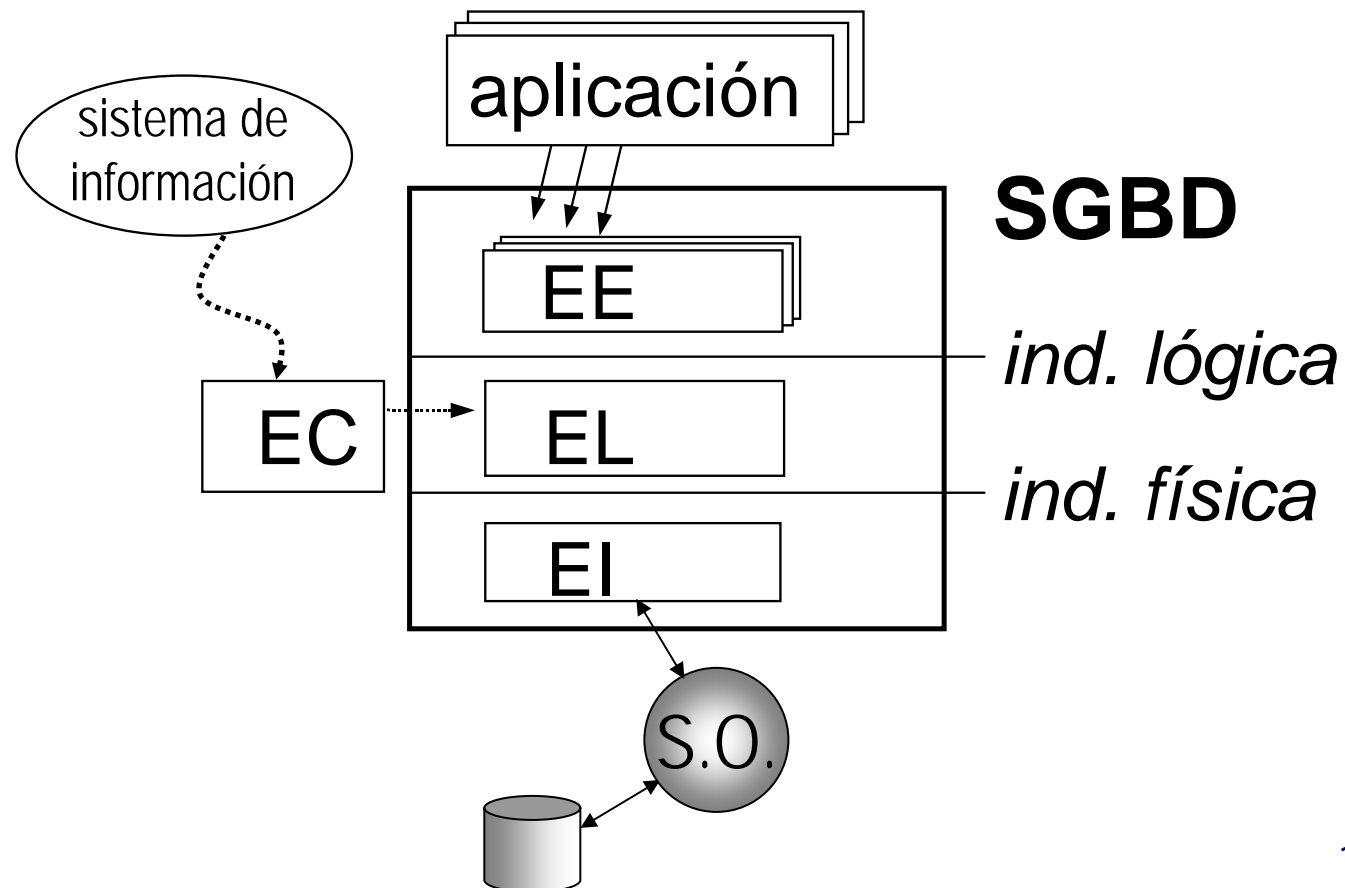 aplicación
sistema de
información
SGBD
EE
ind. lógica
EC
EL
ind. física
EI
S.O.